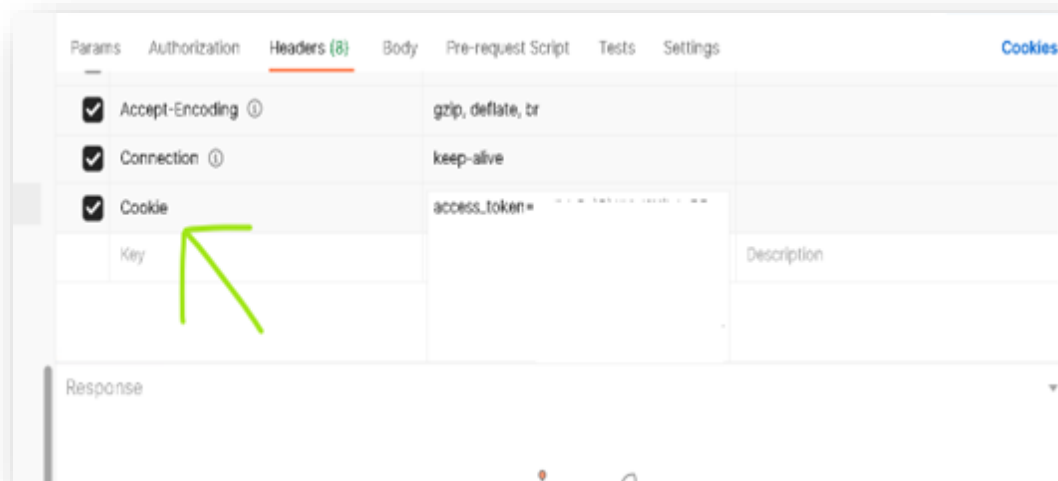 Params Authorization Headers (8) Body Pre-request Script Tests Settings Cookies
Accept-Encoding gzip, deflate, br
Connection keep-alive
Cookie access_token=
Key Description
Response